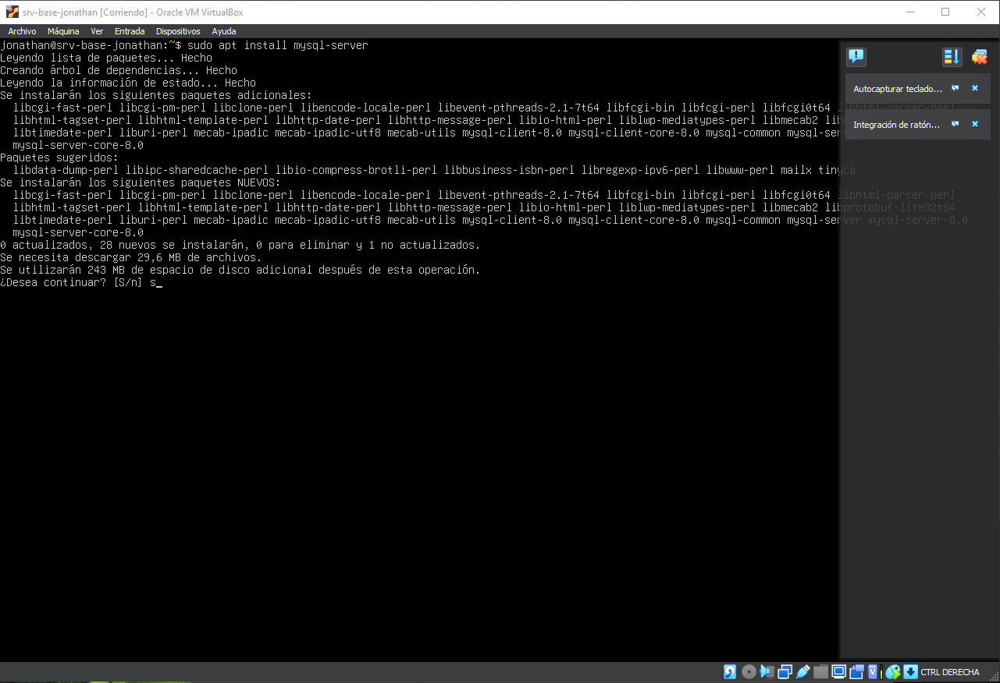 srv-base-jonathan [Corriendo] - Oracle VM VirtualBox
Archivo Máquina Ver Entrada Dispositivos Ayuda
jonathan@srv-base-jonathan:~$ sudo apt install mysql-server
Leyendo lista de paquetes... Hecho
Creando árbol de dependencias... Hecho
Leyendo la información de estado... Hecho
Se instalarán los siguientes paquetes adicionales:
libcgi-fast-perl libcgi-pm-perl libclone-perl libencode-locale-perl libevent-pthreads-2.1-7t64 libfcgi-bin libfcgi-perl libfcgi0t64 libhtml-parser-perl
libhtml-tagset-perl libhtml-template-perl libhttp-date-perl libhttp-message-perl libio-html-perl liblwp-mediatypes-perl libmecab2
libtimedate-perl liburi-perl mecab-ipadic mecab-ipadic-utf8 mecab-utils mysql-client-8.0 mysql-client-core-8.0 mysql-common
mysql-server-core-8.0
Paquetes sugeridos:
libdata-dump-perl libipc-sharedcache-perl libio-compress-brotli-perl libbusiness-isbn-perl libregexp-ipv6-perl libwww-perl mailx tinyca
Se instalarán los siguientes paquetes NUEVOS:
libcgi-fast-perl libcgi-pm-perl libclone-perl libencode-locale-perl libevent-pthreads-2.1-7t64 libfcgi-bin libfcgi-perl libfcgi0t64 libhtml-parser-perl
libhtml-tagset-perl libhtml-template-perl libhttp-date-perl libhttp-message-perl libio-html-perl liblwp-mediatypes-perl libmecab2 libprotobuf-lite32t64
libtimedate-perl liburi-perl mecab-ipadic mecab-ipadic-utf8 mecab-utils mysql-client-8.0 mysql-client-core-8.0 mysql-common mysql-server mysql-server-8.0
mysql-server-core-8.0
0 actualizados, 28 nuevos se instalarán, 0 para eliminar y 1 no actualizados.
Se necesita descargar 29,6 MB de archivos.
Se utilizarán 243 MB de espacio de disco adicional después de esta operación.
¿Desea continuar? [S/n] s_
Autocapturar teclado...
Integración de ratón...
CTRL DERECHA